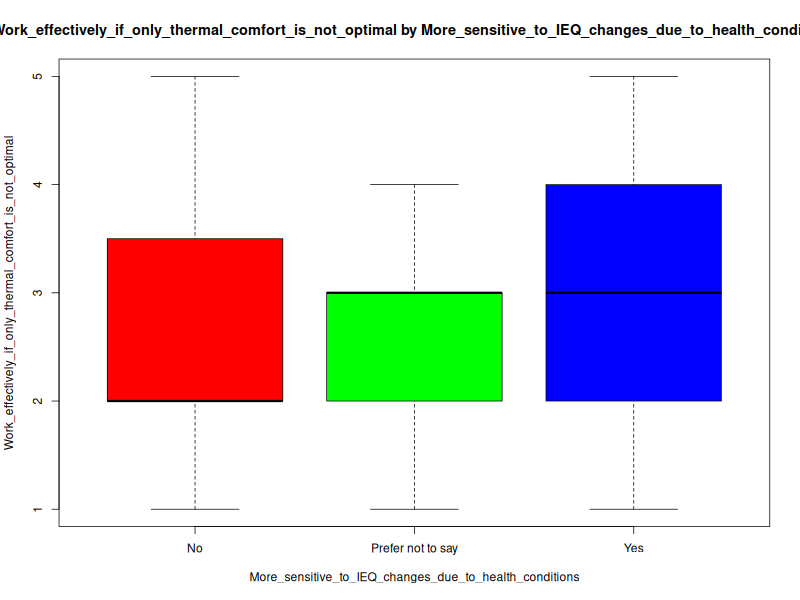 Work_effectively_if_only_thermal_comfort_is_not_optimal by More_sensitive_to_IEQ_changes_due_to_health_condi
Work_effectively_if_only_thermal_comfort_is_not_optimal
5
4
3
2
1
No Prefer not to say Yes
More_sensitive_to_IEQ_changes_due_to_health_conditions